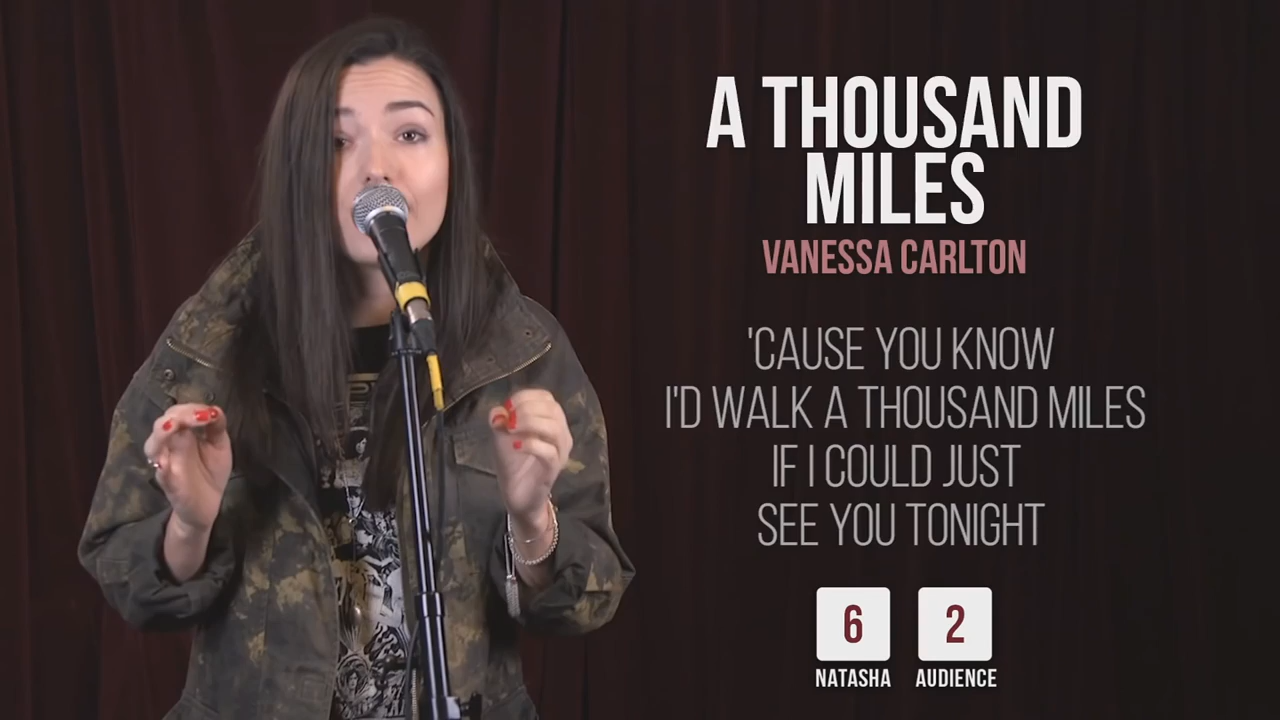 A THOUSAND
MILES
VANESSA CARLTON
'CAUSE YOU KNOW
I'D WALK A THOUSAND MILES
IF I COULD JUST
SEE YOU TONIGHT
6 2
NATASHA AUDIENCE